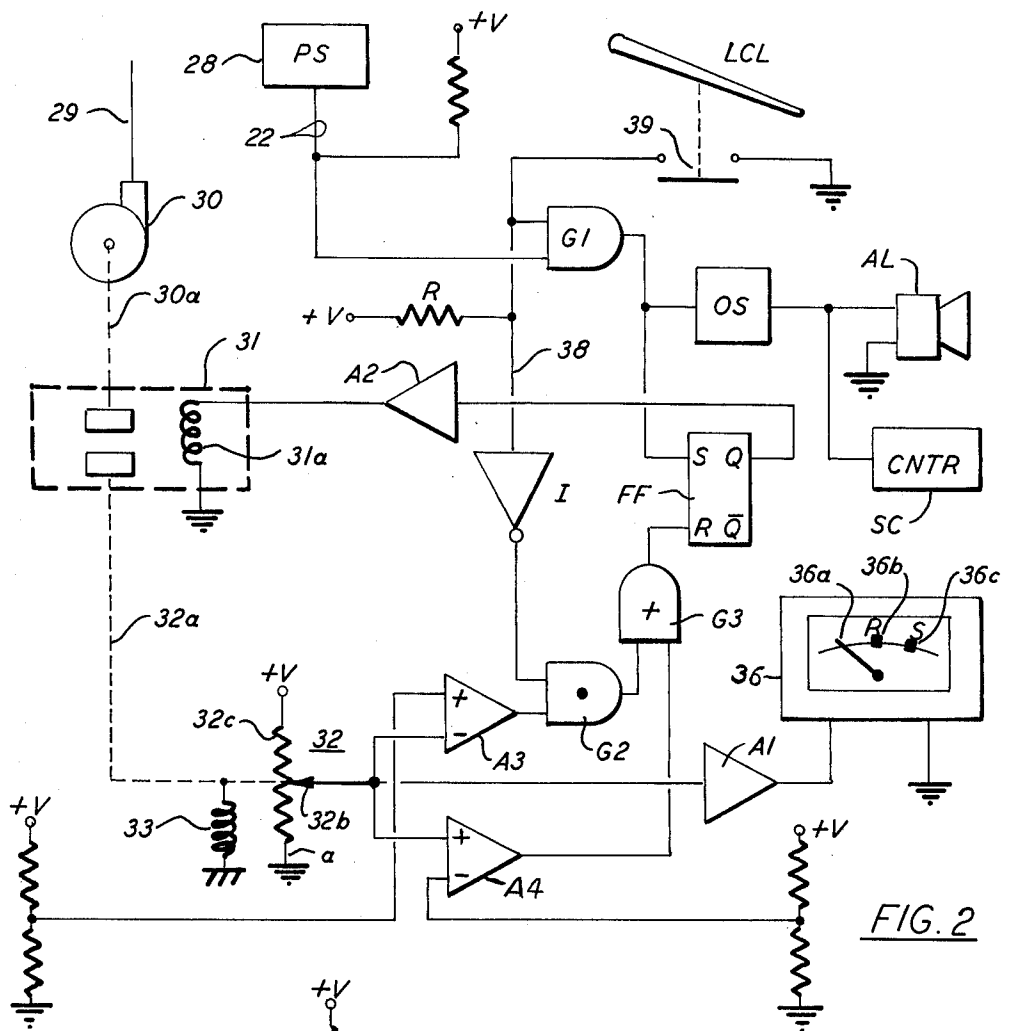 +V
28
PS
LCL
29
22
39
30
G1
30a
R
+V
AL
OS
31
A2
38
31a
I
S Q
FF
R Q̅
CNTR
SC
36a
36b
36c
R
S
32a
+
G3
36
+V
32c
32
+
-
A3
G2
A1
+V
33
32b
a
+
-
A4
+V
FIG. 2
+V